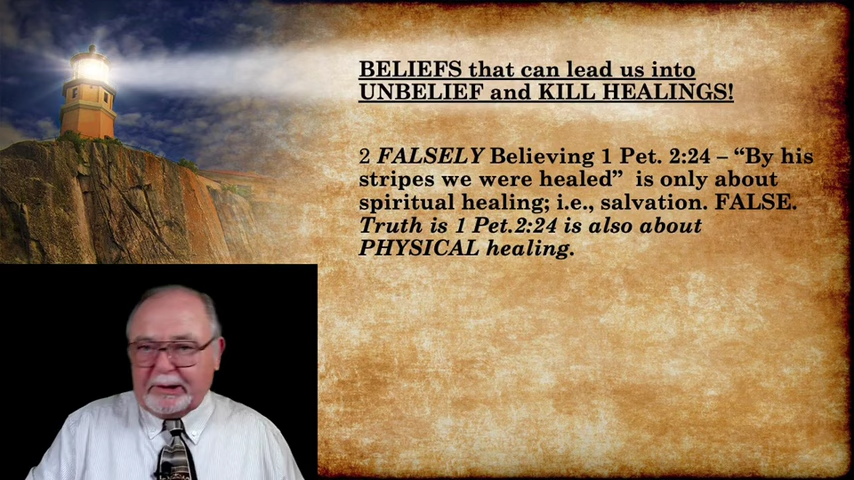 BELIEFS that can lead us into
UNBELIEF and KILL HEALINGS!
2 FALSELY Believing 1 Pet. 2:24 – “By his
stripes we were healed”  is only about
spiritual healing; i.e., salvation. FALSE.
Truth is 1 Pet.2:24 is also about
PHYSICAL healing.